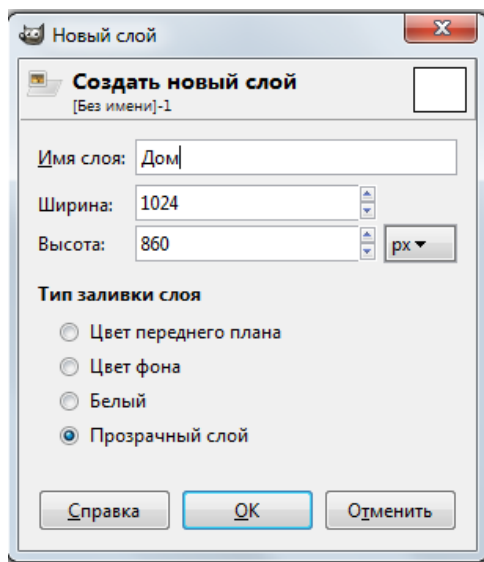 Новый слой
Создать новый слой
[Без имени]-1
Имя слоя: Дом
Ширина: 1024
Высота: 860 px
Тип заливки слоя
Цвет переднего плана
Цвет фона
Белый
Прозрачный слой
Справка OK Отменить